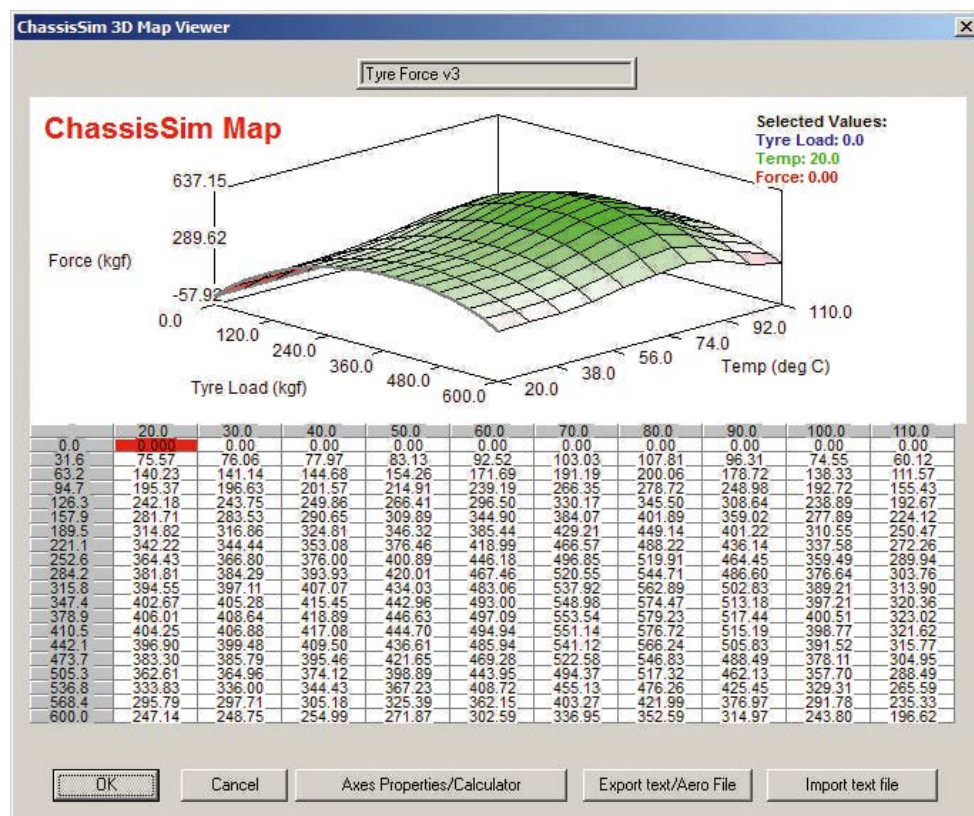 ChassisSim 3D Map Viewer
Tyre Force v3
ChassisSim Map
Selected Values:
Tyre Load: 0.0
Temp: 20.0
Force: 0.00
637.15
289.62
Force (kgf)
-57.92
0.0
120.0
240.0
360.0
480.0
600.0
Tyre Load (kgf)
20.0
38.0
56.0
74.0
92.0
110.0
Temp (deg C)
20.0 30.0 40.0 50.0 60.0 70.0 80.0 90.0 100.0 110.0
0.0 0.000 0.00 0.00 0.00 0.00 0.00 0.00 0.00 0.00 0.00
31.6 75.57 76.06 77.97 83.13 92.52 103.03 107.81 96.31 74.55 60.12
63.2 140.23 141.14 144.68 154.26 171.69 191.19 200.06 178.72 138.33 111.57
94.7 195.37 196.63 201.57 214.91 239.19 266.35 278.72 248.98 192.72 155.43
126.3 242.18 243.75 249.86 266.41 296.50 330.17 345.50 308.64 238.89 192.67
157.9 281.71 283.53 290.65 309.89 344.90 384.07 401.89 359.02 277.89 224.12
189.5 314.82 316.86 324.81 346.32 385.44 429.21 449.14 401.22 310.55 250.47
221.1 342.22 344.44 353.08 376.46 418.99 466.57 488.22 436.14 337.58 272.26
252.6 364.43 366.80 376.00 400.89 446.18 496.85 519.91 464.45 359.49 289.94
284.2 381.81 384.29 393.93 420.01 467.46 520.55 544.71 486.60 376.64 303.76
315.8 394.55 397.11 407.07 434.03 483.06 537.92 562.89 502.83 389.21 313.90
347.4 402.67 405.28 415.45 442.96 493.00 548.98 574.47 513.18 397.21 320.36
378.9 406.01 408.64 418.89 446.63 497.09 553.54 579.23 517.44 400.51 323.02
410.5 404.25 406.88 417.08 444.70 494.94 551.14 576.72 515.19 398.77 321.62
442.1 396.90 399.48 409.50 436.61 485.94 541.12 566.24 505.83 391.52 315.77
473.7 383.30 385.79 395.46 421.65 469.28 522.58 546.83 488.49 378.11 304.95
505.3 362.61 364.96 374.12 398.89 443.95 494.37 517.32 462.13 357.70 288.49
536.8 333.83 336.00 344.43 367.23 408.72 455.13 476.26 425.45 329.31 265.59
568.4 295.79 297.71 305.18 325.39 362.15 403.27 421.99 376.97 291.78 235.33
600.0 247.14 248.75 254.99 271.87 302.59 336.95 352.59 314.97 243.80 196.62
OK Cancel Axes Properties/Calculator Export text/Aero File Import text file